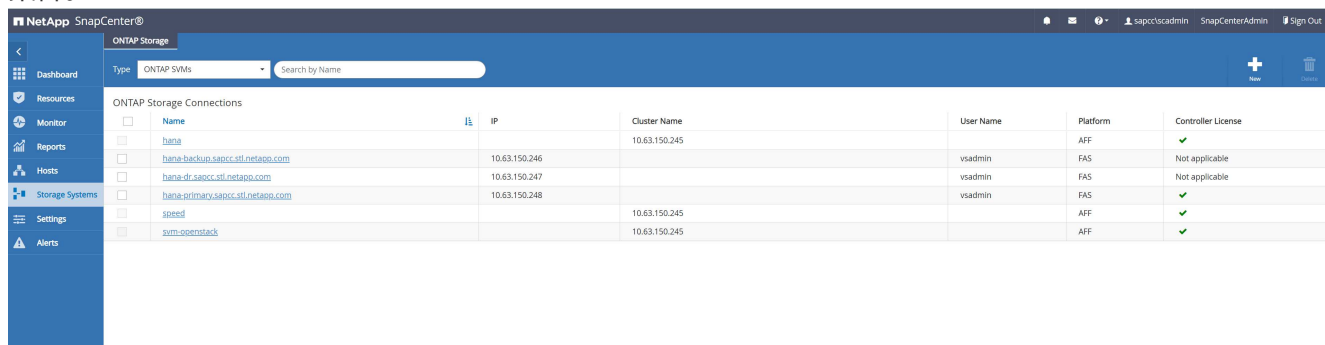 NetApp SnapCenter®
sapcc\scadmin SnapCenterAdmin Sign Out
ONTAP Storage
Type ONTAP SVMs Search by Name
New Delete
Dashboard
Resources
Monitor
Reports
Hosts
Storage Systems
Settings
Alerts
ONTAP Storage Connections
Name IP Cluster Name User Name Platform Controller License
hana 10.63.150.245 AFF
hana-backup.sapcc.stl.netapp.com 10.63.150.246 vsadmin FAS Not applicable
hana-dr.sapcc.stl.netapp.com 10.63.150.247 vsadmin FAS Not applicable
hana-primary.sapcc.stl.netapp.com 10.63.150.248 vsadmin FAS
speed 10.63.150.245 AFF
svm-openstack 10.63.150.245 AFF